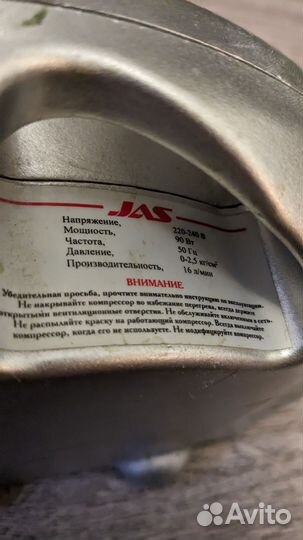 JAS
Напряжение, 220-240 В
Мощность, 90 Вт
Частота, 50 Гц
Давление, 0-2,5 кг/см²
Производительность, 16 л/мин
ВНИМАНИЕ
Убедительная просьба, прочтите внимательно инструкцию по эксплуатации.
Не накрывайте компрессор во избежание перегрева, всегда держите
открытыми вентиляционные отверстия. Не обслуживайте включенным в сеть.
Не распыляйте краску на работающий компрессор. Всегда выключайте
компрессор, когда его не используете. Не модифицируйте компрессор.
Avito